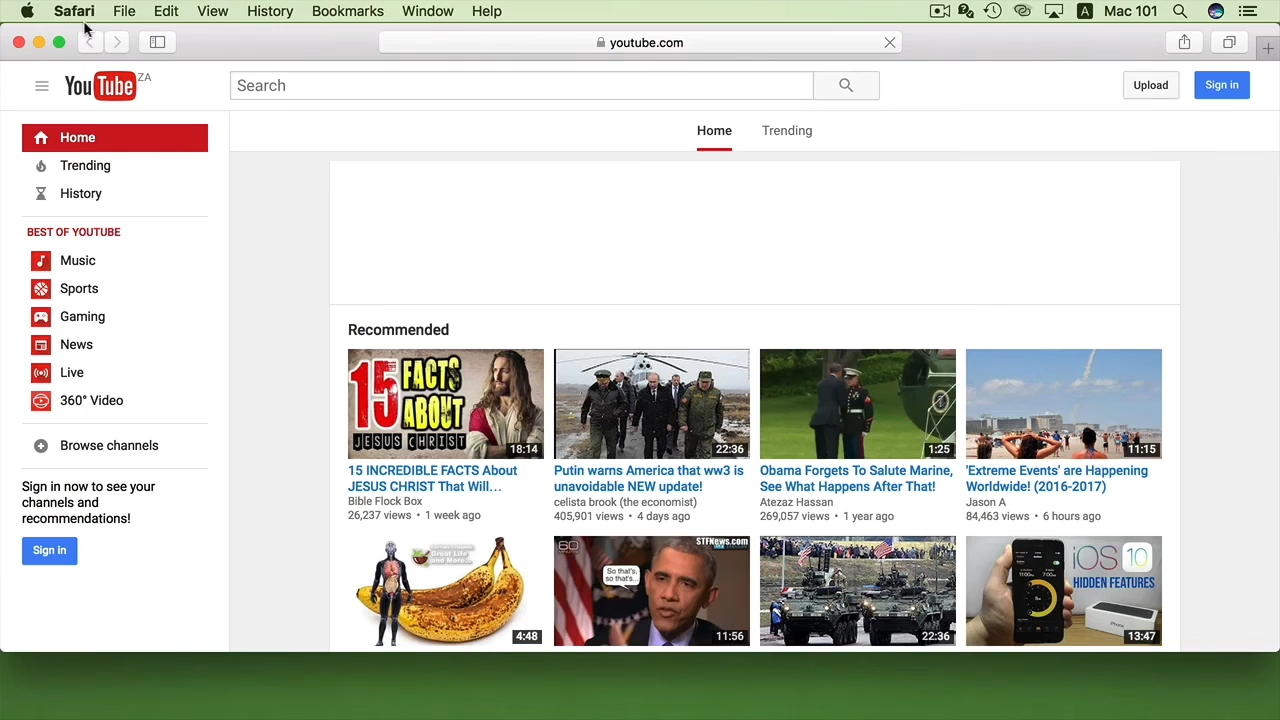 Safari File Edit View History Bookmarks Window Help A Mac 101
youtube.com
YouTube ZA Search Upload Sign in
Home Trending
Home
Trending
History
BEST OF YOUTUBE
Music
Sports
Gaming
News
Live
360° Video
Browse channels
Sign in now to see your
channels and
recommendations!
Sign in
Recommended
15 FACTS ABOUT JESUS CHRIST 18:14
22:36
1:25
11:15
15 INCREDIBLE FACTS About
JESUS CHRIST That Will...
Bible Flock Box
26,237 views • 1 week ago
Putin warns America that ww3 is
unavoidable NEW update!
celista brook (the economist)
405,901 views • 4 days ago
Obama Forgets To Salute Marine,
See What Happens After That!
Atezaz Hassan
269,057 views • 1 year ago
'Extreme Events' are Happening
Worldwide! (2016-2017)
Jason A
84,463 views • 6 hours ago
Great Life
and More...
4:48
60
STFNews.com
So that's,
so that's...
11:56
22:36
iOS 10
HIDDEN FEATURES
13:47